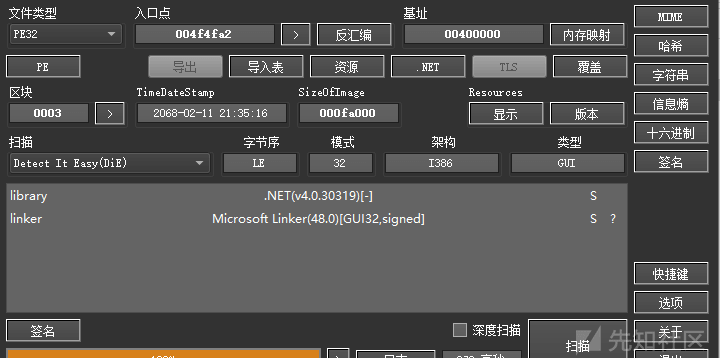 文件类型 入口点 基址 MIME
PE32 004f4fa2 > 反汇编 00400000 内存映射 哈希
PE 导出 导入表 资源 .NET TLS 覆盖 字符串
区块 TimeDateStamp SizeOfImage Resources 信息熵
0003 > 2068-02-11 21:35:16 000fa000 显示 版本
扫描 字节序 模式 架构 类型 十六进制
Detect It Easy(DiE) LE 32 I386 GUI 签名
library .NET(v4.0.30319)[-] S
linker Microsoft Linker(48.0)[GUI32,signed] S ?
快捷键
选项
签名 深度扫描 扫描 关于
先知社区